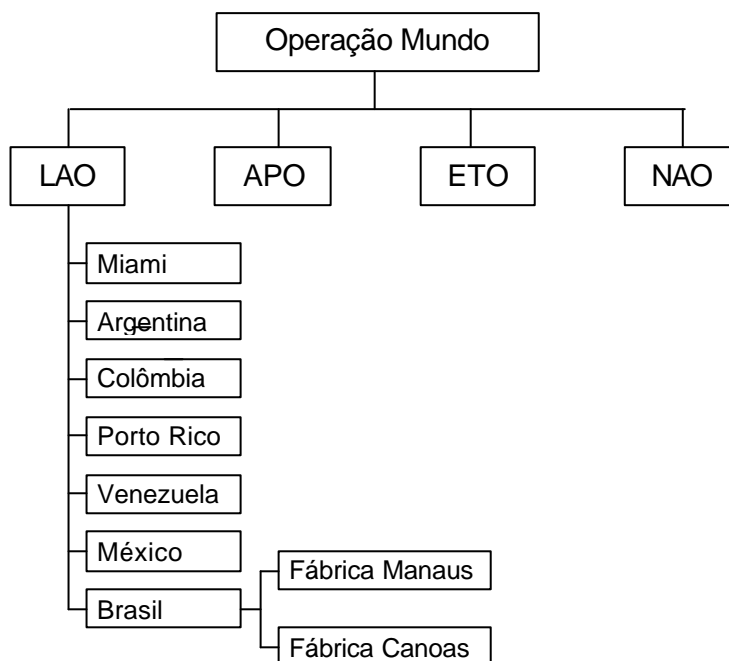 Operação Mundo
LAO APO ETO NAO
Miami
Argentina
Colômbia
Porto Rico
Venezuela
México
Fábrica Manaus
Brasil
Fábrica Canoas